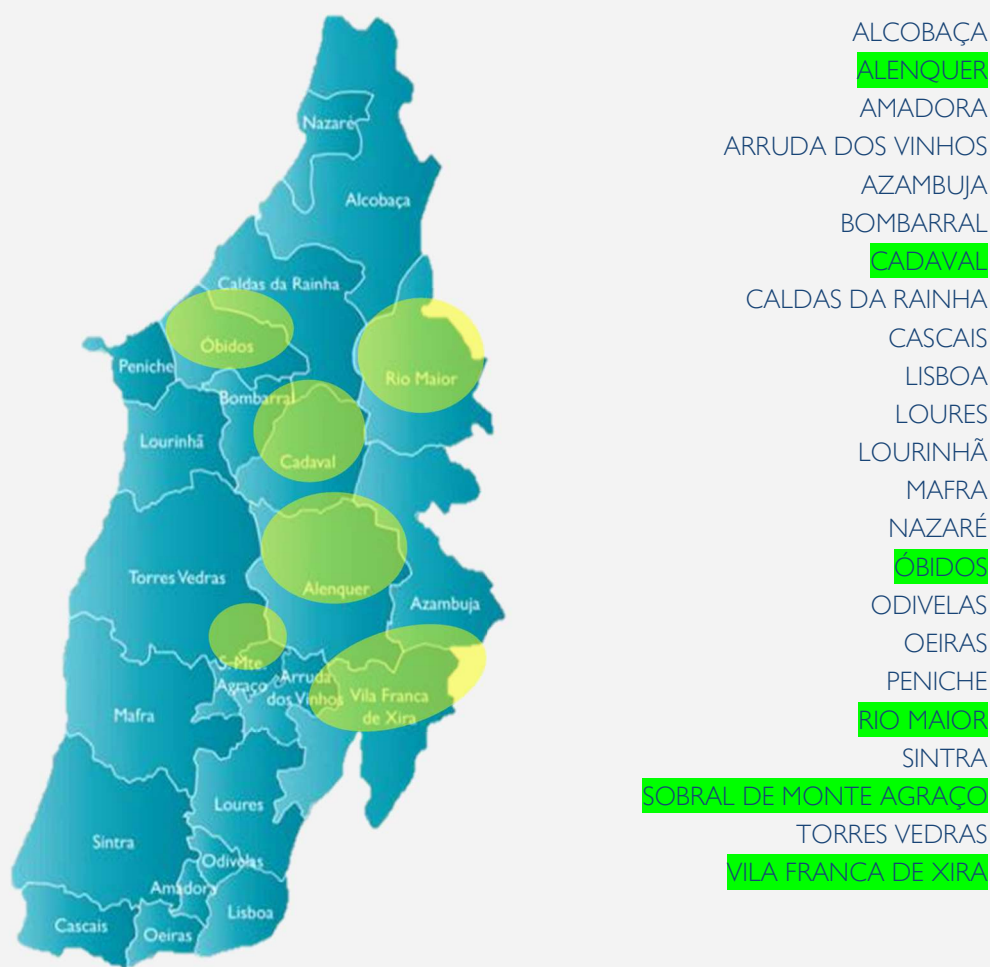 Nazaré
Alcobaça
Caldas da Rainha
Óbidos
Peniche
Rio Maior
Bombarral
Lourinhã
Cadaval
Torres Vedras
Alenquer
Azambuja
S. Mte.
Agraço
Arruda
dos Vinhos
Vila Franca
de Xira
Mafra
Loures
Sintra
Odivelas
Amadora
Lisboa
Cascais
Oeiras
ALCOBAÇA
ALENQUER
AMADORA
ARRUDA DOS VINHOS
AZAMBUJA
BOMBARRAL
CADAVAL
CALDAS DA RAINHA
CASCAIS
LISBOA
LOURES
LOURINHÃ
MAFRA
NAZARÉ
ÓBIDOS
ODIVELAS
OEIRAS
PENICHE
RIO MAIOR
SINTRA
SOBRAL DE MONTE AGRAÇO
TORRES VEDRAS
VILA FRANCA DE XIRA